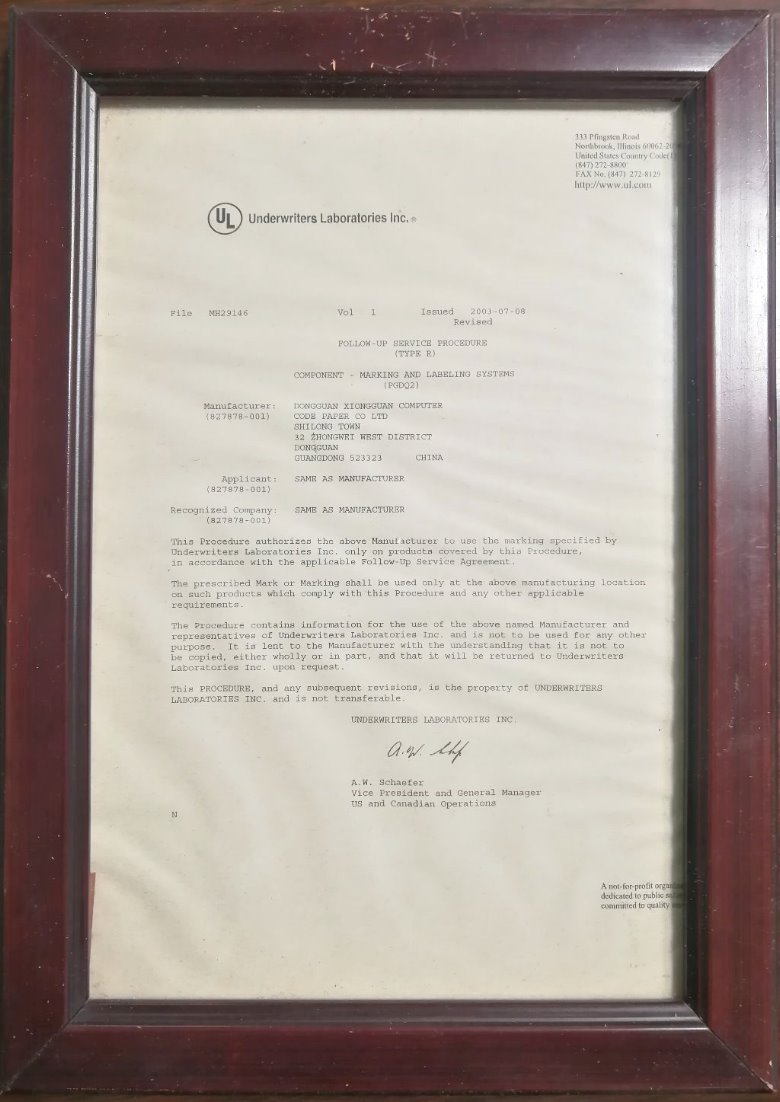 333 Pfingsten Road
Northbrook, Illinois 60062-20
United States Country Code(1
(847) 272-8800
FAX No. (847) 272-8129
http://www.ul.com
UL Underwriters Laboratories Inc.®
File MH29146 Vol 1 Issued 2003-07-08
Revised
FOLLOW-UP SERVICE PROCEDURE
(TYPE R)
COMPONENT - MARKING AND LABELING SYSTEMS
(PGDQ2)
Manufacturer: DONGGUAN XIONGGUAN COMPUTER
(827878-001) CODE PAPER CO LTD
SHILONG TOWN
32 ZHONGWEI WEST DISTRICT
DONGGUAN
GUANGDONG 523323 CHINA
Applicant: SAME AS MANUFACTURER
(827878-001)
Recognized Company: SAME AS MANUFACTURER
(827878-001)
This Procedure authorizes the above Manufacturer to use the marking specified by
Underwriters Laboratories Inc. only on products covered by this Procedure,
in accordance with the applicable Follow-Up Service Agreement.
The prescribed Mark or Marking shall be used only at the above manufacturing location
on such products which comply with this Procedure and any other applicable
requirements.
The Procedure contains information for the use of the above named Manufacturer and
representatives of Underwriters Laboratories Inc. and is not to be used for any other
purpose. It is lent to the Manufacturer with the understanding that it is not to
be copied, either wholly or in part, and that it will be returned to Underwriters
Laboratories Inc. upon request.
This PROCEDURE, and any subsequent revisions, is the property of UNDERWRITERS
LABORATORIES INC. and is not transferable.
UNDERWRITERS LABORATORIES INC.
A.W. Schaefer
Vice President and General Manager
US and Canadian Operations
N
A not-for-profit
dedicated to public
committed to quality